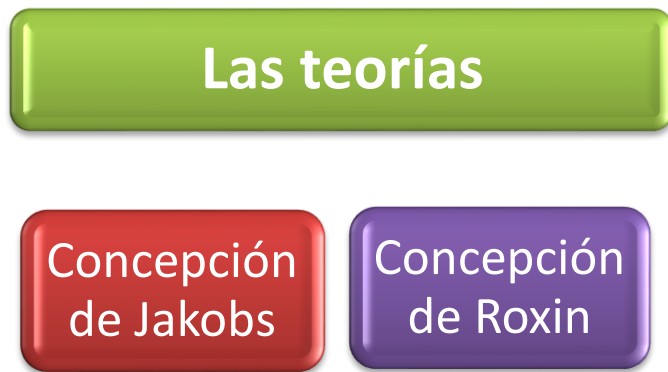 Las teorías
Concepción
de Jakobs
Concepción
de Roxin